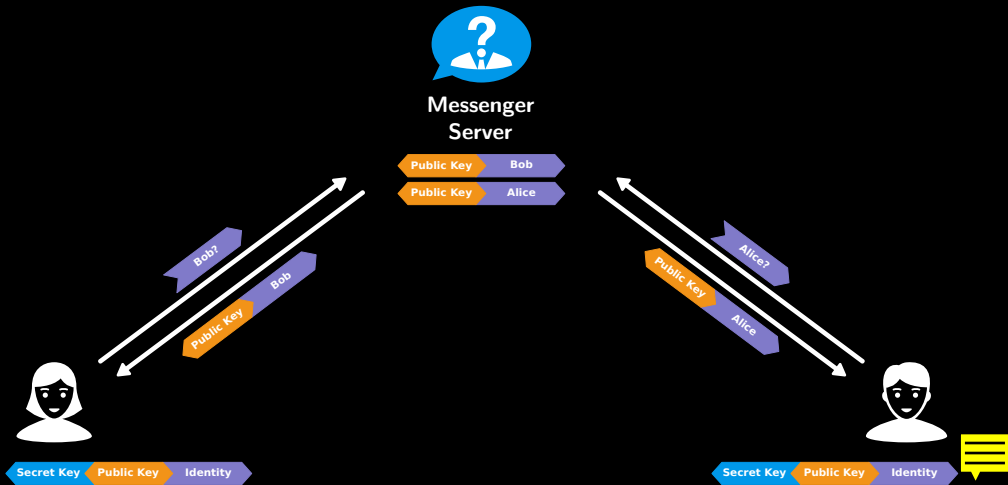 ?
Messenger
Server
Public Key Bob
Public Key Alice
Bob?
Public Key Bob
Alice?
Public Key Alice
Secret Key Public Key Identity
Secret Key Public Key Identity